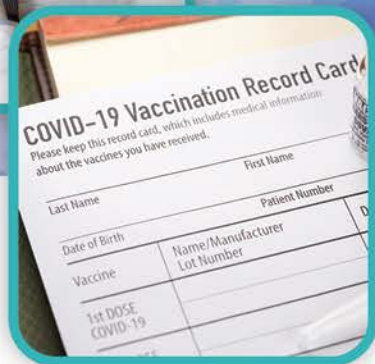 COVID-19 Vaccination Record Card
Please keep this record card, which includes medical information
about the vaccines you have received.
Last Name First Name
Date of Birth Patient Number
Vaccine Name/Manufacturer
Lot Number
1st DOSE
COVID-19